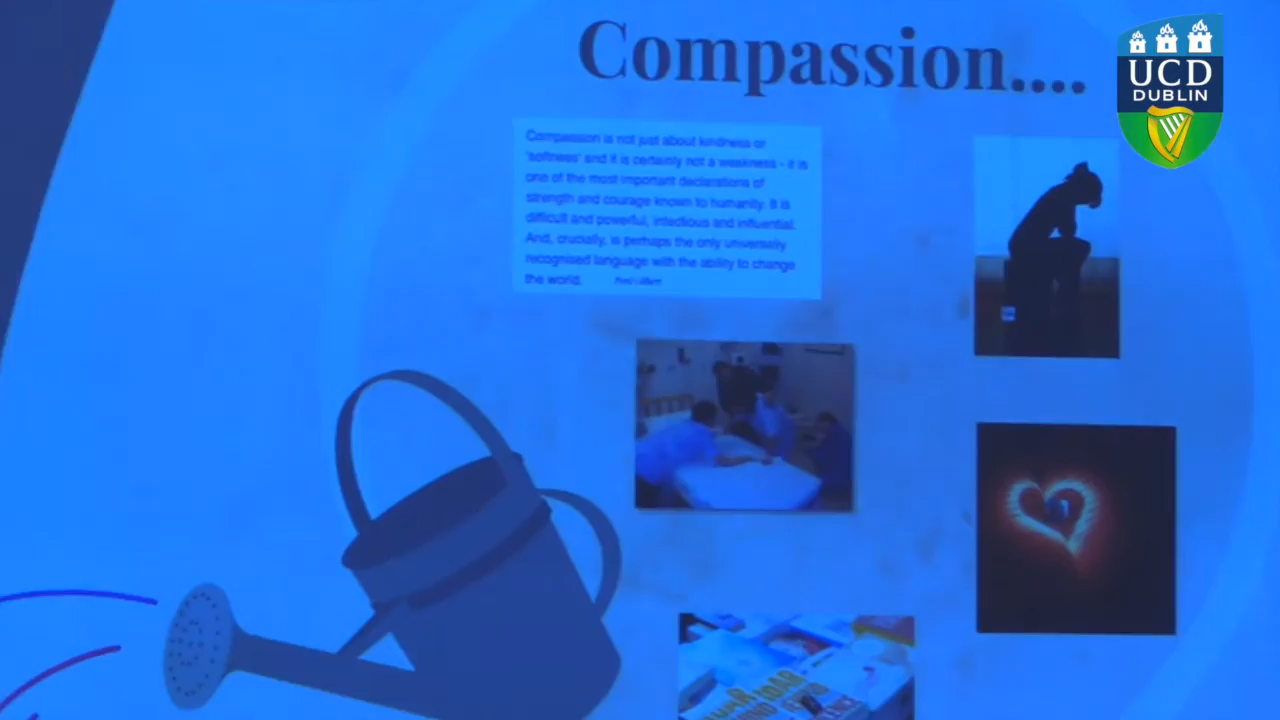 Compassion....
UCD
DUBLIN
Compassion is not just about kindness or
'softness' and it is certainly not a weakness - it is
one of the most important declarations of
strength and courage known to humanity. It is
difficult and powerful, infectious and influential.
And, crucially, is perhaps the only universally
recognised language with the ability to change
the world.